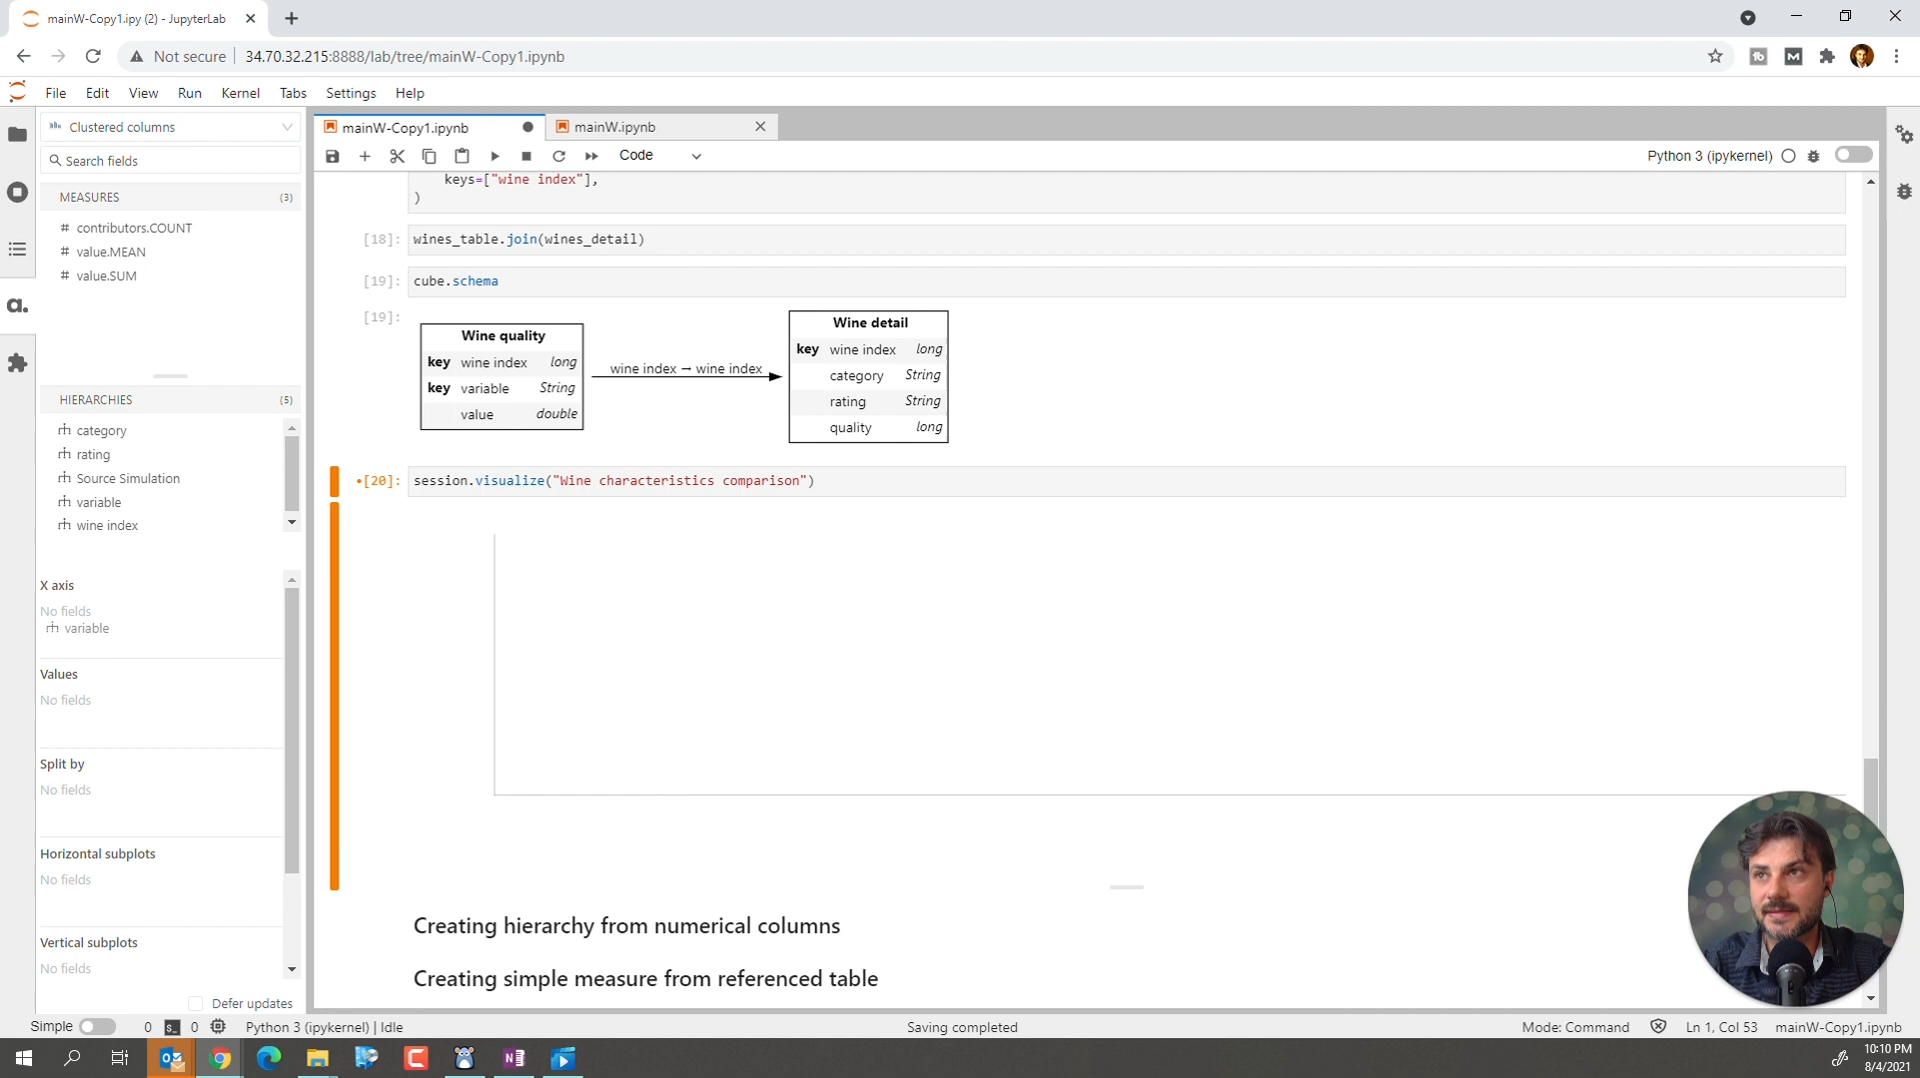 mainW-Copy1.ipy (2) - JupyterLab
Not secure
34.70.32.215:8888/lab/tree/mainW-Copy1.ipynb
File Edit View Run Kernel Tabs Settings Help
Clustered columns
Search fields
MEASURES (3)
# contributors.COUNT
# value.MEAN
# value.SUM
HIERARCHIES (5)
category
rating
Source Simulation
variable
wine index
X axis
No fields
variable
Values
No fields
Split by
No fields
Horizontal subplots
No fields
Vertical subplots
No fields
Defer updates
mainW-Copy1.ipynb
mainW.ipynb
Code
Python 3 (ipykernel)
keys=["wine index"],
)
[18]: wines_table.join(wines_detail)
[19]: cube.schema
[19]:
Wine quality
key wine index long
key variable String
value double
wine index → wine index
Wine detail
key wine index long
category String
rating String
quality long
•[20]: session.visualize("Wine characteristics comparison")
Creating hierarchy from numerical columns
Creating simple measure from referenced table
Simple 0 0 Python 3 (ipykernel) | Idle
Saving completed
Mode: Command Ln 1, Col 53 mainW-Copy1.ipynb
10:10 PM
8/4/2021